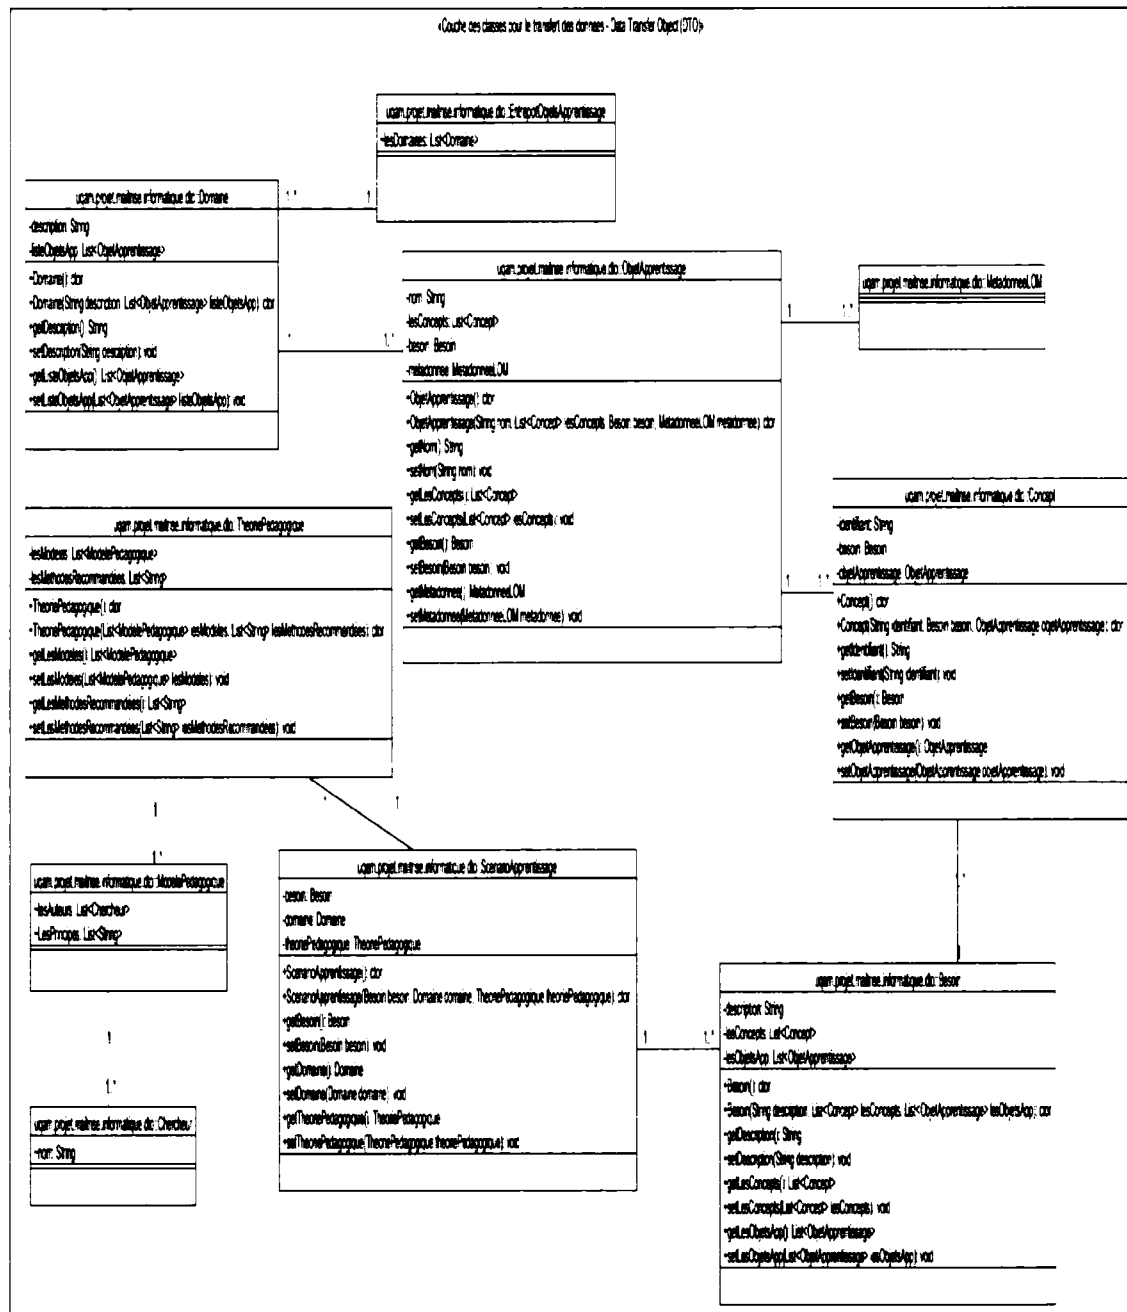 «Couche des classes pour le transfert des données - Data Transfer Object (DTO)»
uqam.projet.maitrise.informatique.dto::EntrepotObjetsApprentissage
-lesDomaines: List<Domaine>
1..*
1
uqam.projet.maitrise.informatique.dto::Domaine
-description: String
-listeObjetsApp: List<ObjetApprentissage>
+Domaine(): ctor
+Domaine(String description, List<ObjetApprentissage> listeObjetsApp): ctor
+getDescription(): String
+setDescription(String description): void
+getListeObjetsApp(): List<ObjetApprentissage>
+setListeObjetsApp(List<ObjetApprentissage> listeObjetsApp): void
*
1..*
uqam.projet.maitrise.informatique.dto::ObjetApprentissage
-nom: String
-lesConcepts: List<Concept>
-besoin: Besoin
-metadonnee: MetadonneeLOM
+ObjetApprentissage(): ctor
+ObjetApprentissage(String nom, List<Concept> lesConcepts, Besoin besoin, MetadonneeLOM metadonnee): ctor
+getNom(): String
+setNom(String nom): void
+getLesConcepts(): List<Concept>
+setLesConcepts(List<Concept> lesConcepts): void
+getBesoin(): Besoin
+setBesoin(Besoin besoin): void
+getMetadonnee(): MetadonneeLOM
+setMetadonnee(MetadonneeLOM metadonnee): void
1
1..*
uqam.projet.maitrise.informatique.dto::MetadonneeLOM
1
1..*
uqam.projet.maitrise.informatique.dto::Concept
-identifiant: String
-besoin: Besoin
-objetApprentissage: ObjetApprentissage
+Concept(): ctor
+Concept(String identifiant, Besoin besoin, ObjetApprentissage objetApprentissage): ctor
+getIdentifiant(): String
+setIdentifiant(String identifiant): void
+getBesoin(): Besoin
+setBesoin(Besoin besoin): void
+getObjetApprentissage(): ObjetApprentissage
+setObjetApprentissage(ObjetApprentissage objetApprentissage): void
uqam.projet.maitrise.informatique.dto::TheoriePedagogique
-lesModeles: List<ModelePedagogique>
-lesMethodesRecommandees: List<String>
+TheoriePedagogique(): ctor
+TheoriePedagogique(List<ModelePedagogique> lesModeles, List<String> lesMethodesRecommandees): ctor
+getLesModeles(): List<ModelePedagogique>
+setLesModeles(List<ModelePedagogique> lesModeles): void
+getLesMethodesRecommandees(): List<String>
+setLesMethodesRecommandees(List<String> lesMethodesRecommandees): void
1
1..*
*
1
uqam.projet.maitrise.informatique.dto::ModelePedagogique
-lesAuteurs: List<Chercheur>
-LesPrincipes: List<String>
1
1..*
uqam.projet.maitrise.informatique.dto::Chercheur
-nom: String
uqam.projet.maitrise.informatique.dto::ScenarioApprentissage
-besoin: Besoin
-domaine: Domaine
-theoriePedagogique: TheoriePedagogique
+ScenarioApprentissage(): ctor
+ScenarioApprentissage(Besoin besoin, Domaine domaine, TheoriePedagogique theoriePedagogique): ctor
+getBesoin(): Besoin
+setBesoin(Besoin besoin): void
+getDomaine(): Domaine
+setDomaine(Domaine domaine): void
+getTheoriePedagogique(): TheoriePedagogique
+setTheoriePedagogique(TheoriePedagogique theoriePedagogique): void
1
1..*
1..*
uqam.projet.maitrise.informatique.dto::Besoin
-description: String
-lesConcepts: List<Concept>
-lesObjetsApp: List<ObjetApprentissage>
+Besoin(): ctor
+Besoin(String description, List<Concept> lesConcepts, List<ObjetApprentissage> lesObjetsApp): ctor
+getDescription(): String
+setDescription(String description): void
+getLesConcepts(): List<Concept>
+setLesConcepts(List<Concept> lesConcepts): void
+getLesObjetsApp(): List<ObjetApprentissage>
+setLesObjetsApp(List<ObjetApprentissage> lesObjetsApp): void